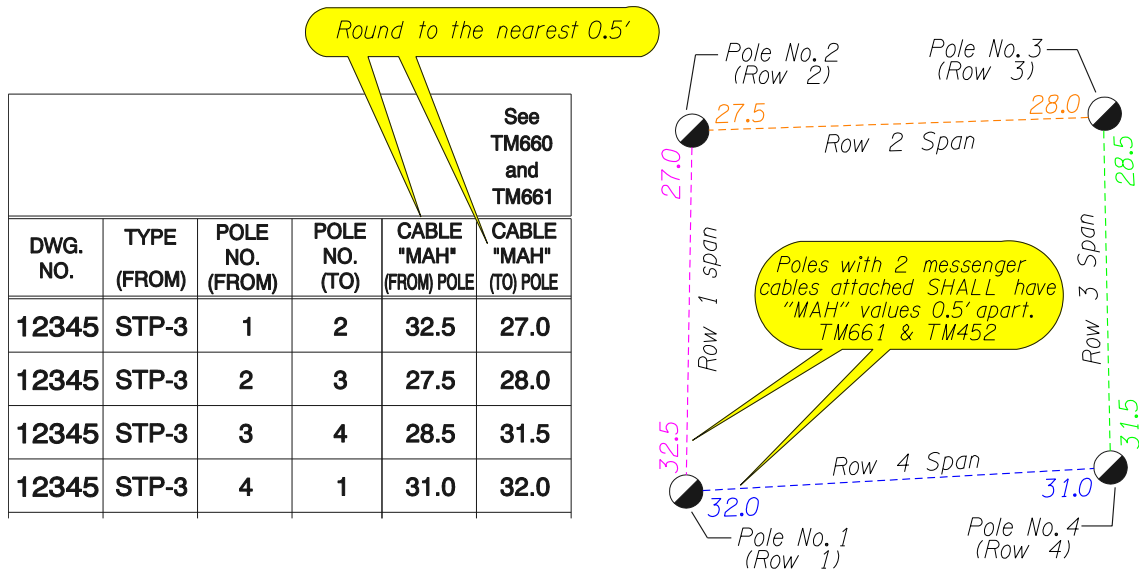 Round to the nearest 0.5'
See
TM660
and
TM661
DWG. NO. TYPE (FROM) POLE NO. (FROM) POLE NO. (TO) CABLE "MAH" (FROM) POLE CABLE "MAH" (TO) POLE
12345 STP-3 1 2 32.5 27.0
12345 STP-3 2 3 27.5 28.0
12345 STP-3 3 4 28.5 31.5
12345 STP-3 4 1 31.0 32.0
Pole No. 2
(Row 2)
Pole No. 3
(Row 3)
27.5
28.0
Row 2 Span
27.0
28.5
Row 1 span
Row 3 Span
Poles with 2 messenger
cables attached SHALL have
"MAH" values 0.5' apart.
TM661 & TM452
32.5
31.5
Row 4 Span
32.0
31.0
Pole No. 1
(Row 1)
Pole No. 4
(Row 4)